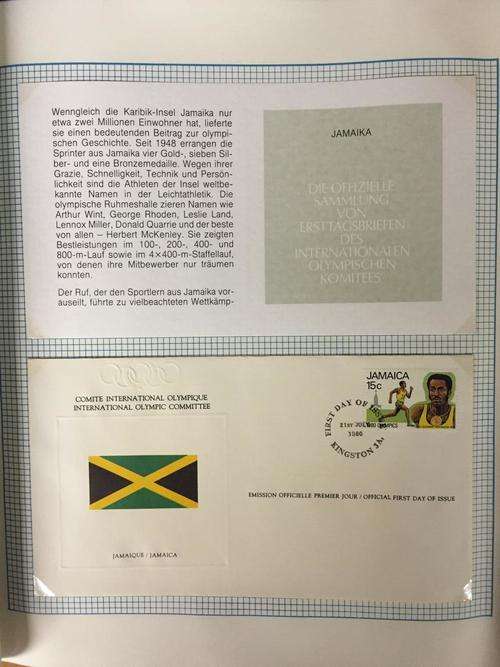 Wenngleich die Karibik-Insel Jamaika nur
etwa zwei Millionen Einwohner hat, lieferte
sie einen bedeutenden Beitrag zur olympi-
schen Geschichte. Seit 1948 errangen die
Sprinter aus Jamaika vier Gold-, sieben Sil-
ber- und eine Bronzemedaille. Wegen ihrer
Grazie, Schnelligkeit, Technik und Persön-
lichkeit sind die Athleten der Insel weltbe-
kannte Namen in der Leichtathletik. Die
olympische Ruhmeshalle zieren Namen wie
Arthur Wint, George Rhoden, Leslie Land,
Lennox Miller, Donald Quarrie und der beste
von allen – Herbert McKenley. Sie zeigten
Bestleistungen im 100-, 200-, 400- und
800-m-Lauf sowie im 4×400-m-Staffellauf,
von denen ihre Mitbewerber nur träumen
konnten.
Der Ruf, der den Sportlern aus Jamaika vor-
auseilt, führte zu vielbeachteten Wettkämp-
JAMAIKA
DIE OFFIZIELLE
SAMMLUNG
VON
ERSTTAGSBRIEFEN
DES
INTERNATIONALEN
OLYMPISCHEN
KOMITEES
COMITE INTERNATIONAL OLYMPIQUE
INTERNATIONAL OLYMPIC COMMITTEE
JAMAIQUE / JAMAICA
JAMAICA
15c
FIRST DAY OF
21ST JUL
1980
KINGSTON JA
OLYMPICS
EMISSION OFFICIELLE PREMIER JOUR / OFFICIAL FIRST DAY OF ISSUE